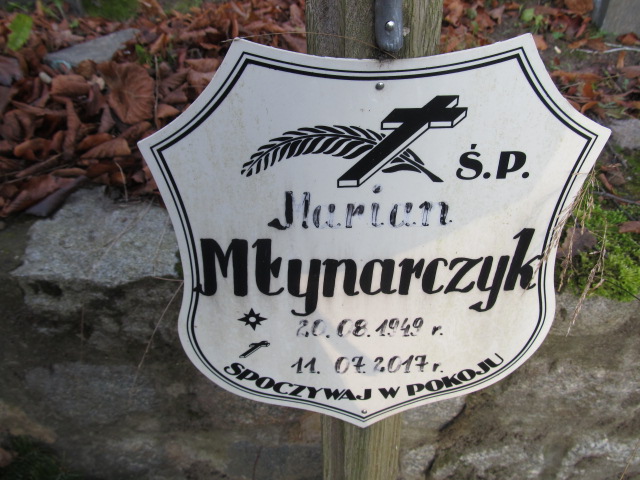 Ś.P.
Marian
Młynarczyk
20.08.1949 r.
11.07.2017 r.
SPOCZYWAJ W POKOJU